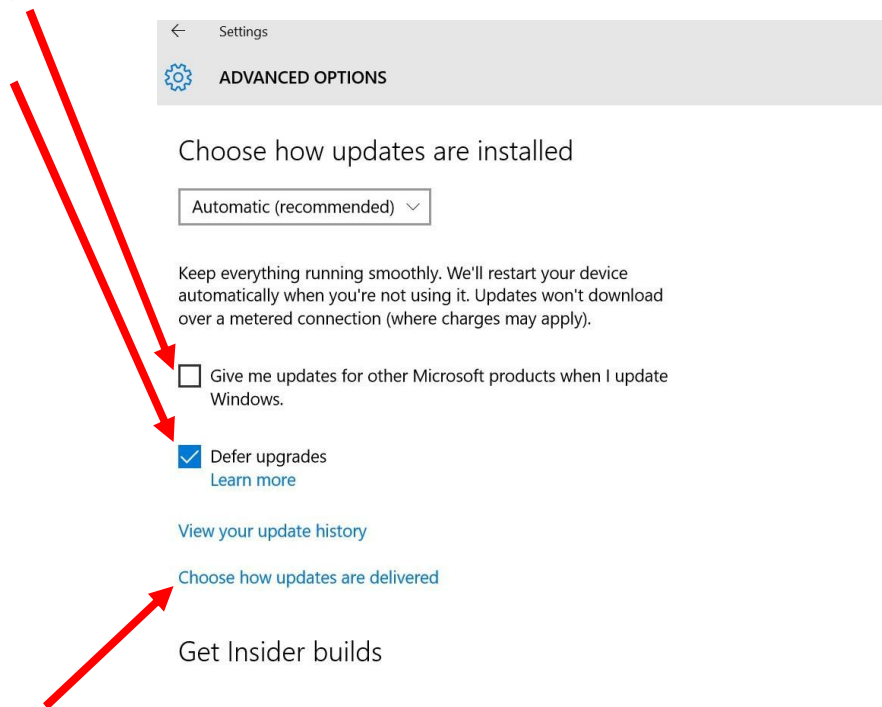 Settings
ADVANCED OPTIONS
Choose how updates are installed
Automatic (recommended)
Keep everything running smoothly. We'll restart your device
automatically when you're not using it. Updates won't download
over a metered connection (where charges may apply).
Give me updates for other Microsoft products when I update
Windows.
Defer upgrades
Learn more
View your update history
Choose how updates are delivered
Get Insider builds